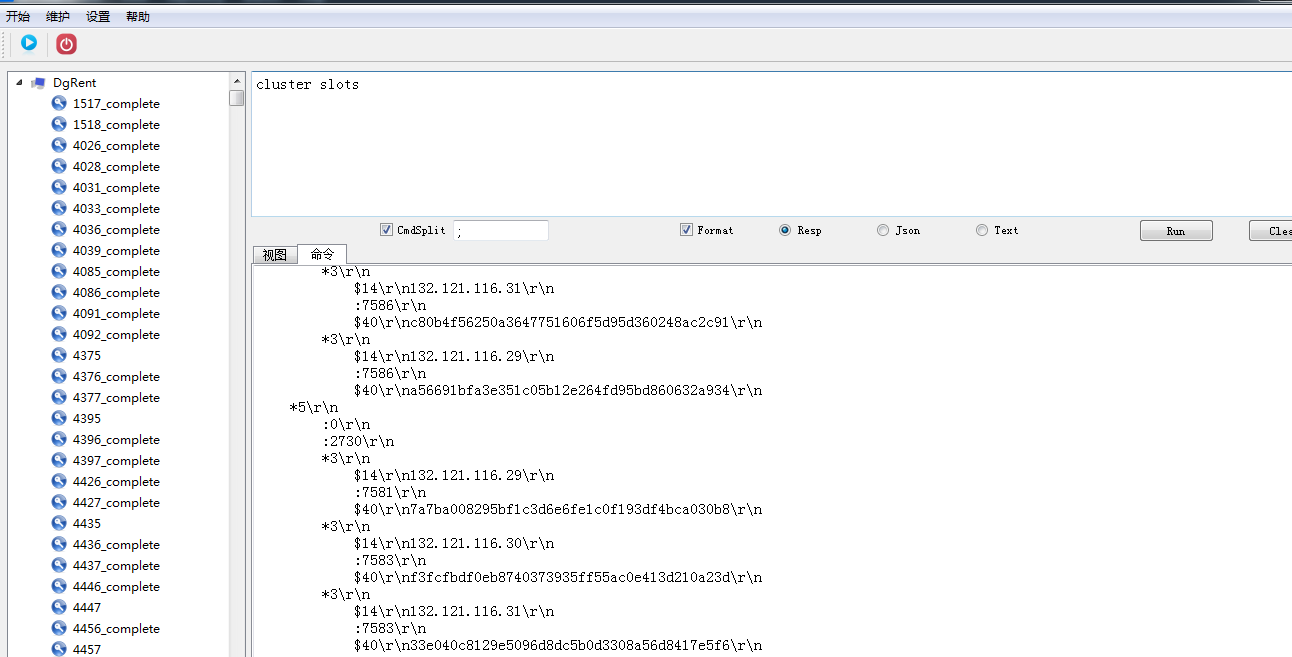 开始 维护 设置 帮助
DgRent
1517_complete
1518_complete
4026_complete
4028_complete
4031_complete
4033_complete
4036_complete
4039_complete
4085_complete
4086_complete
4091_complete
4092_complete
4375
4376_complete
4377_complete
4395
4396_complete
4397_complete
4426_complete
4427_complete
4435
4436_complete
4437_complete
4446_complete
4447
4456_complete
4457
cluster slots
CmdSplit ; Format Resp Json Text Run Clea
视图 命令
*3\r\n
$14\r\n132.121.116.31\r\n
:7586\r\n
$40\r\nc80b4f56250a3647751606f5d95d360248ac2c91\r\n
*3\r\n
$14\r\n132.121.116.29\r\n
:7586\r\n
$40\r\na56691bfa3e351c05b12e264fd95bd860632a934\r\n
*5\r\n
:0\r\n
:2730\r\n
*3\r\n
$14\r\n132.121.116.29\r\n
:7581\r\n
$40\r\n7a7ba008295bf1c3d6e6fe1c0f193df4bca030b8\r\n
*3\r\n
$14\r\n132.121.116.30\r\n
:7583\r\n
$40\r\nf3fcfbdf0eb8740373935ff55ac0e413d210a23d\r\n
*3\r\n
$14\r\n132.121.116.31\r\n
:7583\r\n
$40\r\n33e040c8129e5096d8dc5b0d3308a56d8417e5f6\r\n